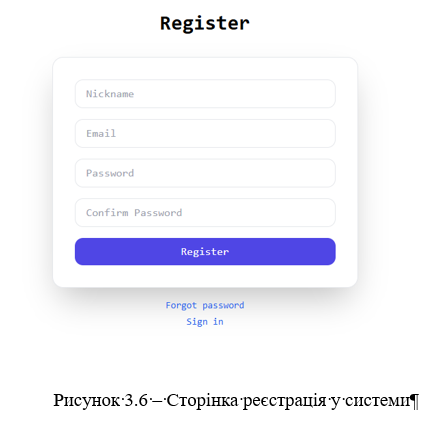 Register
Nickname
Email
Password
Confirm Password
Register
Forgot password
Sign in
Рисунок·3.6·–·Сторінка·реєстрація·у·системи¶